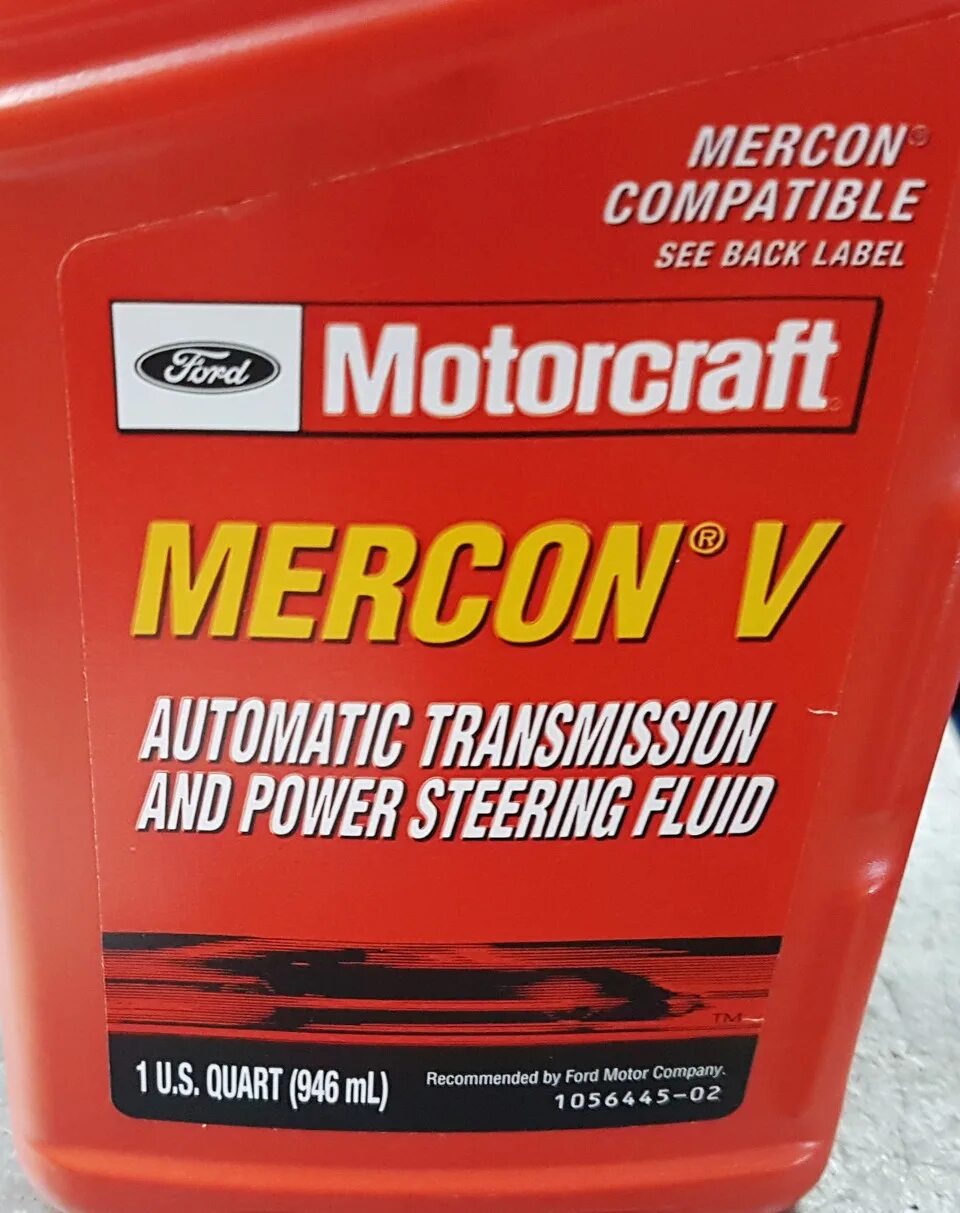 MERCON®
COMPATIBLE
SEE BACK LABEL
Ford Motorcraft
MERCON® V
AUTOMATIC TRANSMISSION
AND POWER STEERING FLUID
TM
1 U.S. QUART (946 mL)
Recommended by Ford Motor Company.
1056445-02